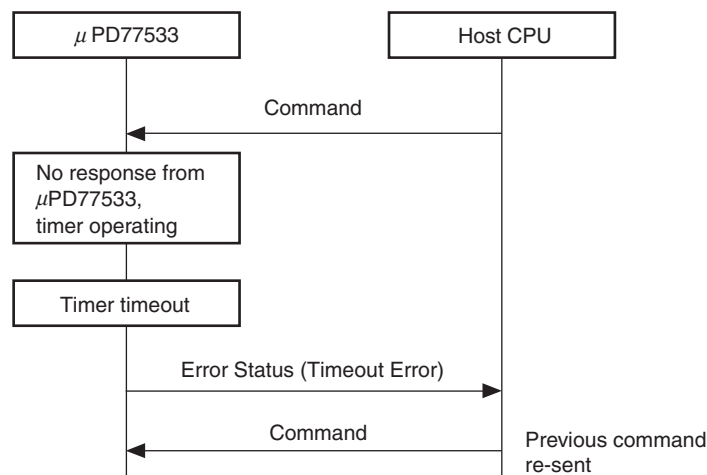 μ PD77533
Host CPU
Command
No response from
μPD77533,
timer operating
Timer timeout
Error Status (Timeout Error)
Command
Previous command
re-sent